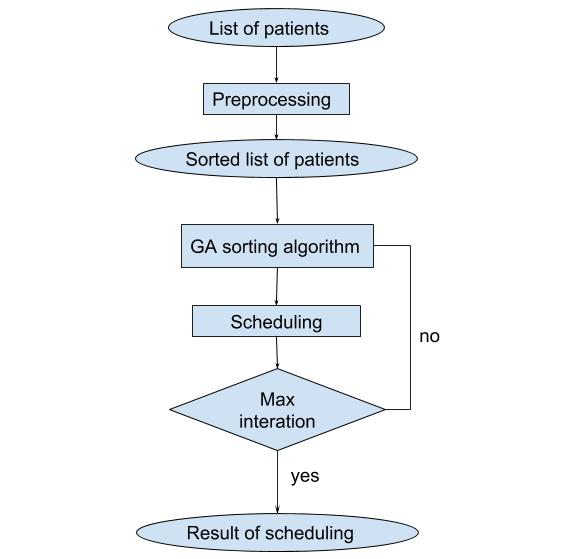 List of patients
Preprocessing
Sorted list of patients
GA sorting algorithm
Scheduling
no
Max
interation
yes
Result of scheduling